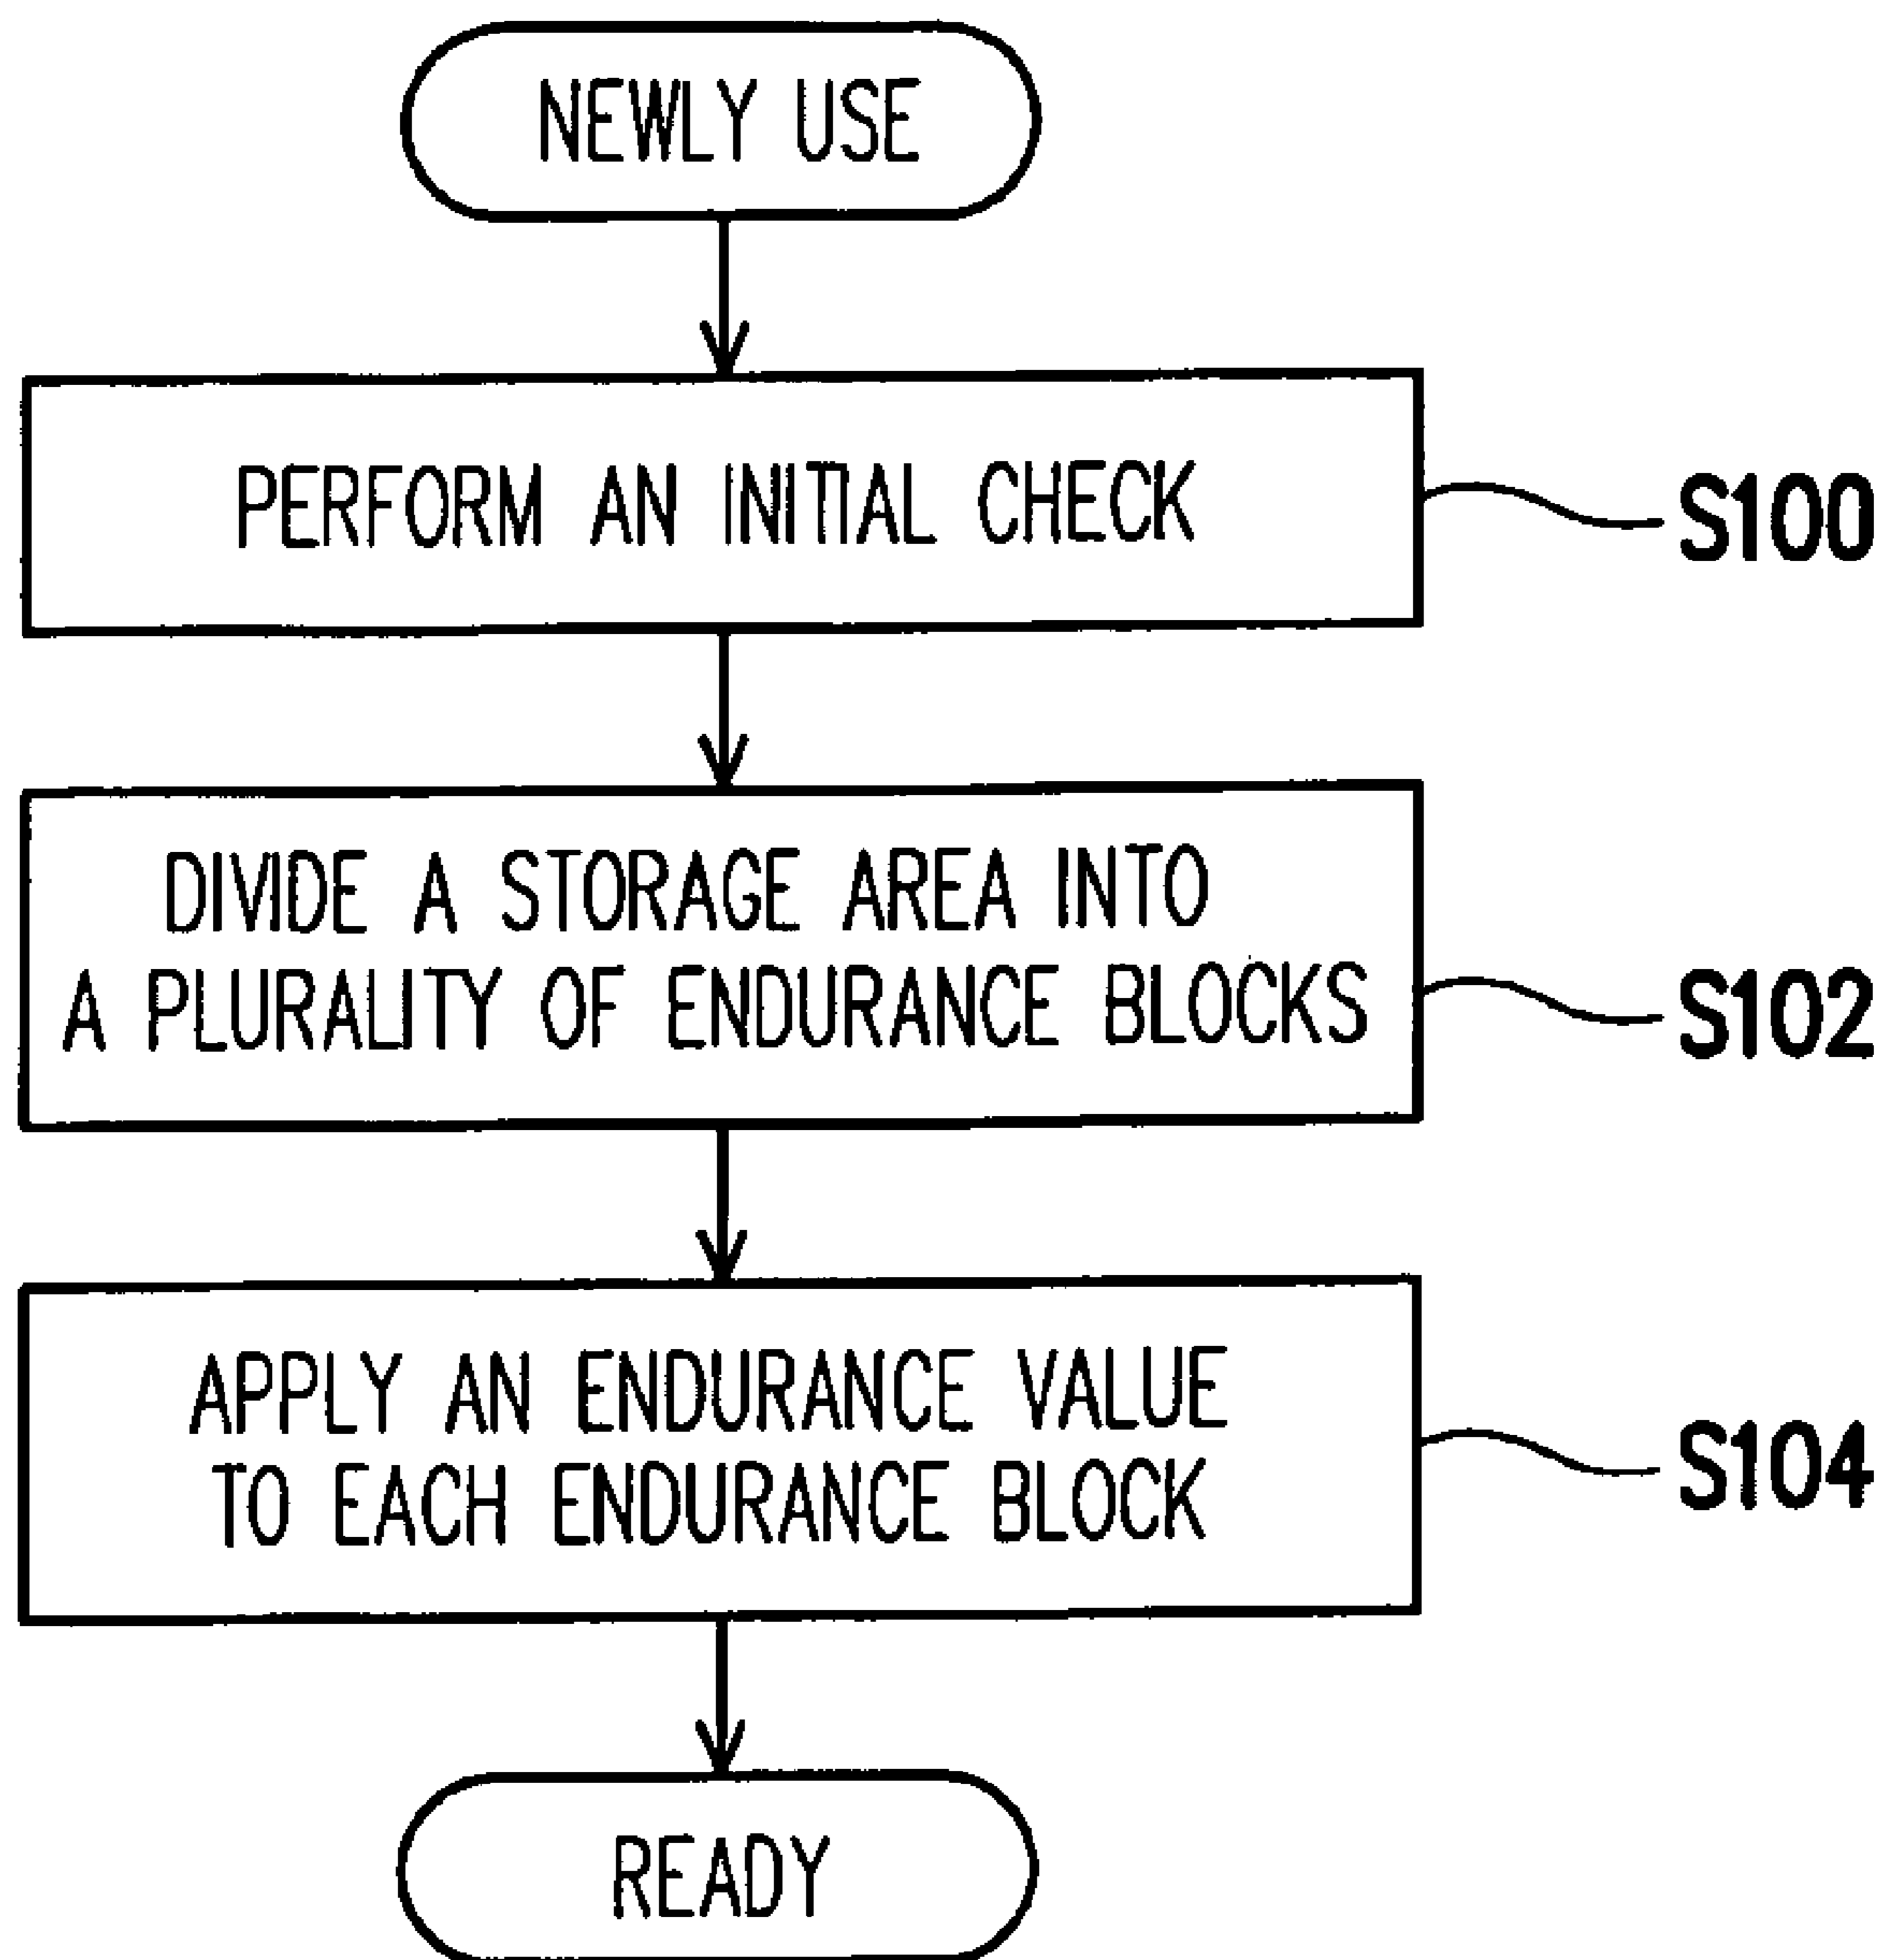 NEWLY USE
PERFORM AN INITIAL CHECK
S100
DIVIDE A STORAGE AREA INTO
A PLURALITY OF ENDURANCE BLOCKS
S102
APPLY AN ENDURANCE VALUE
TO EACH ENDURANCE BLOCK
S104
READY